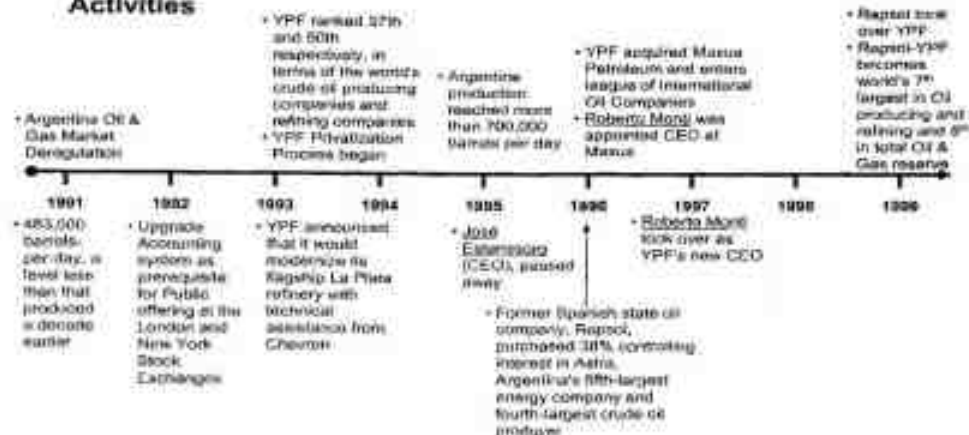 Activities
• Argentina Oil &
Gas Market
Deregulation
• YPF ranked 37th
and 50th
respectively, in
terms of the world's
crude oil producing
companies and
refining companies
• YPF Privatization
Process began
• Argentine
production
reached more
than 700,000
barrels per day
• YPF acquired Maxus
Petroleum and enters
league of International
Oil Companies
• Roberto Monti was
appointed CEO at
Maxus
• Repsol took
over YPF
• Repsol-YPF
becomes
world's 7th
largest in Oil
producing and
refining and 6th
in total Oil &
Gas reserve
1991 1992 1993 1994 1995 1996 1997 1998 1999
• 483,000
barrels-
per-day, a
level less
than that
produced
a decade
earlier
• Upgrade
Accounting
system as
prerequisite
for Public
offering at the
London and
New York
Stock
Exchanges
• YPF announced
that it would
modernize its
flagship La Plata
refinery with
technical
assistance from
Chevron
• José
Estenssoro
(CEO), passed
away
• Former Spanish state oil
company, Repsol,
purchased 38% controlling
interest in Astra,
Argentina's fifth-largest
energy company and
fourth-largest crude oil
producer
• Roberto Monti
took over as
YPF's new CEO